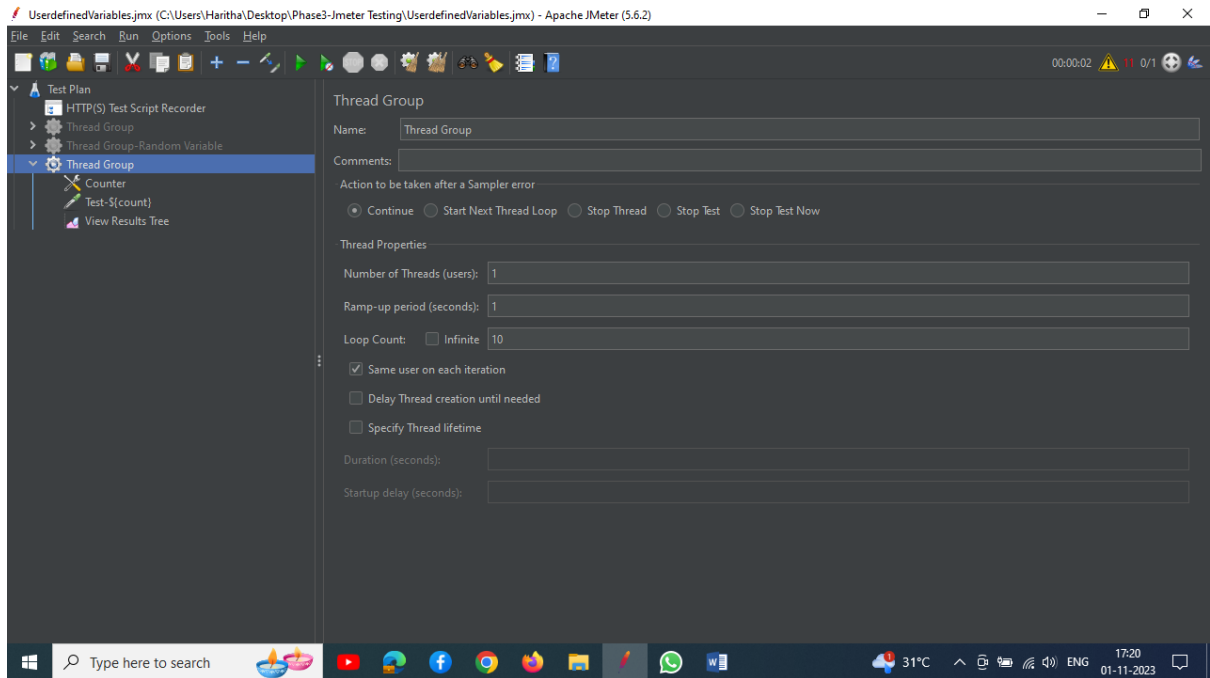 UserdefinedVariables.jmx (C:\Users\Haritha\Desktop\Phase3-Jmeter Testing\UserdefinedVariables.jmx) - Apache JMeter (5.6.2)
File Edit Search Run Options Tools Help
00:00:02 11 0/1
Test Plan
HTTP(S) Test Script Recorder
Thread Group
Thread Group-Random Variable
Thread Group
Counter
Test-${count}
View Results Tree
Thread Group
Name: Thread Group
Comments:
Action to be taken after a Sampler error
Continue Start Next Thread Loop Stop Thread Stop Test Stop Test Now
Thread Properties
Number of Threads (users): 1
Ramp-up period (seconds): 1
Loop Count: Infinite 10
Same user on each iteration
Delay Thread creation until needed
Specify Thread lifetime
Duration (seconds):
Startup delay (seconds):
Type here to search
1 31°C ENG 17:20
01-11-2023